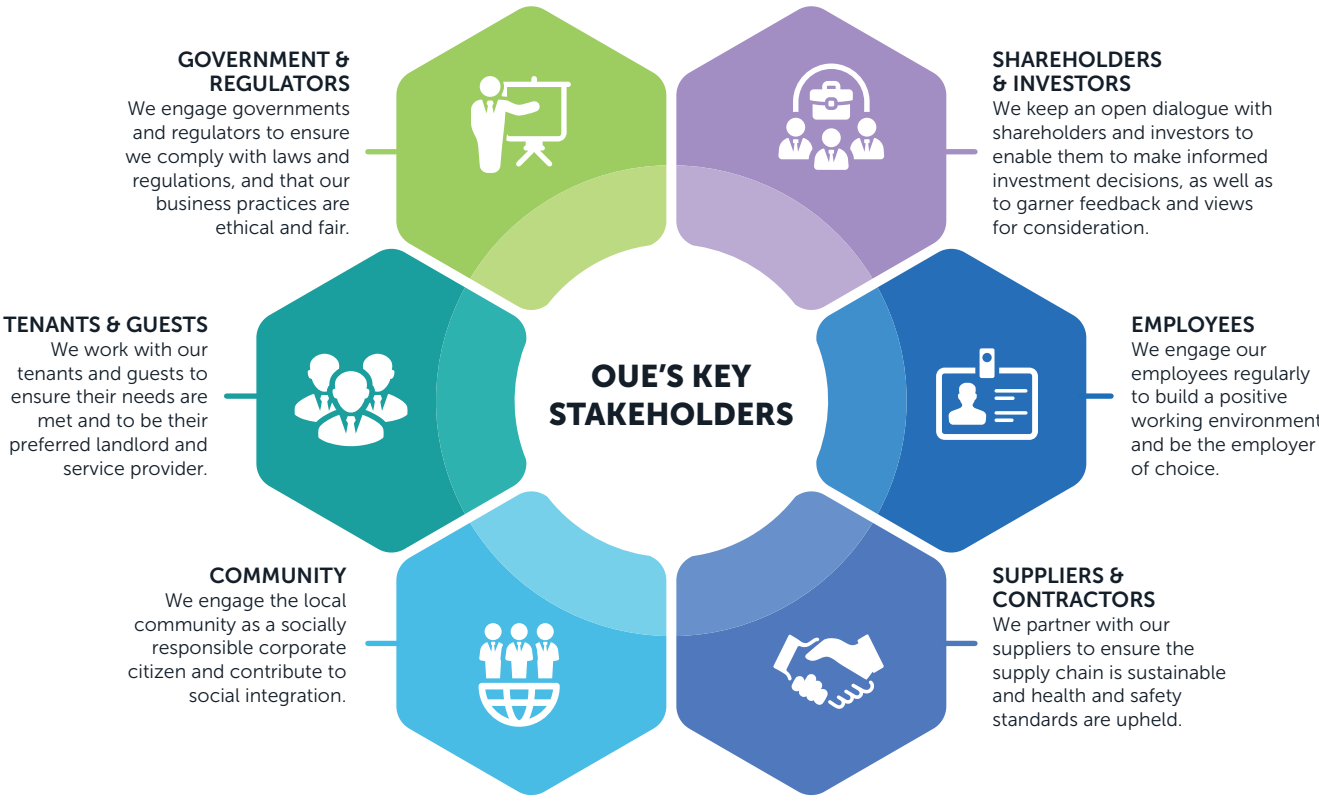 GOVERNMENT &
REGULATORS
We engage governments
and regulators to ensure
we comply with laws and
regulations, and that our
business practices are
ethical and fair.
SHAREHOLDERS
& INVESTORS
We keep an open dialogue with
shareholders and investors to
enable them to make informed
investment decisions, as well as
to garner feedback and views
for consideration.
TENANTS & GUESTS
We work with our
tenants and guests to
ensure their needs are
met and to be their
preferred landlord and
service provider.
OUE'S KEY
STAKEHOLDERS
EMPLOYEES
We engage our
employees regularly
to build a positive
working environment
and be the employer
of choice.
COMMUNITY
We engage the local
community as a socially
responsible corporate
citizen and contribute to
social integration.
SUPPLIERS &
CONTRACTORS
We partner with our
suppliers to ensure the
supply chain is sustainable
and health and safety
standards are upheld.